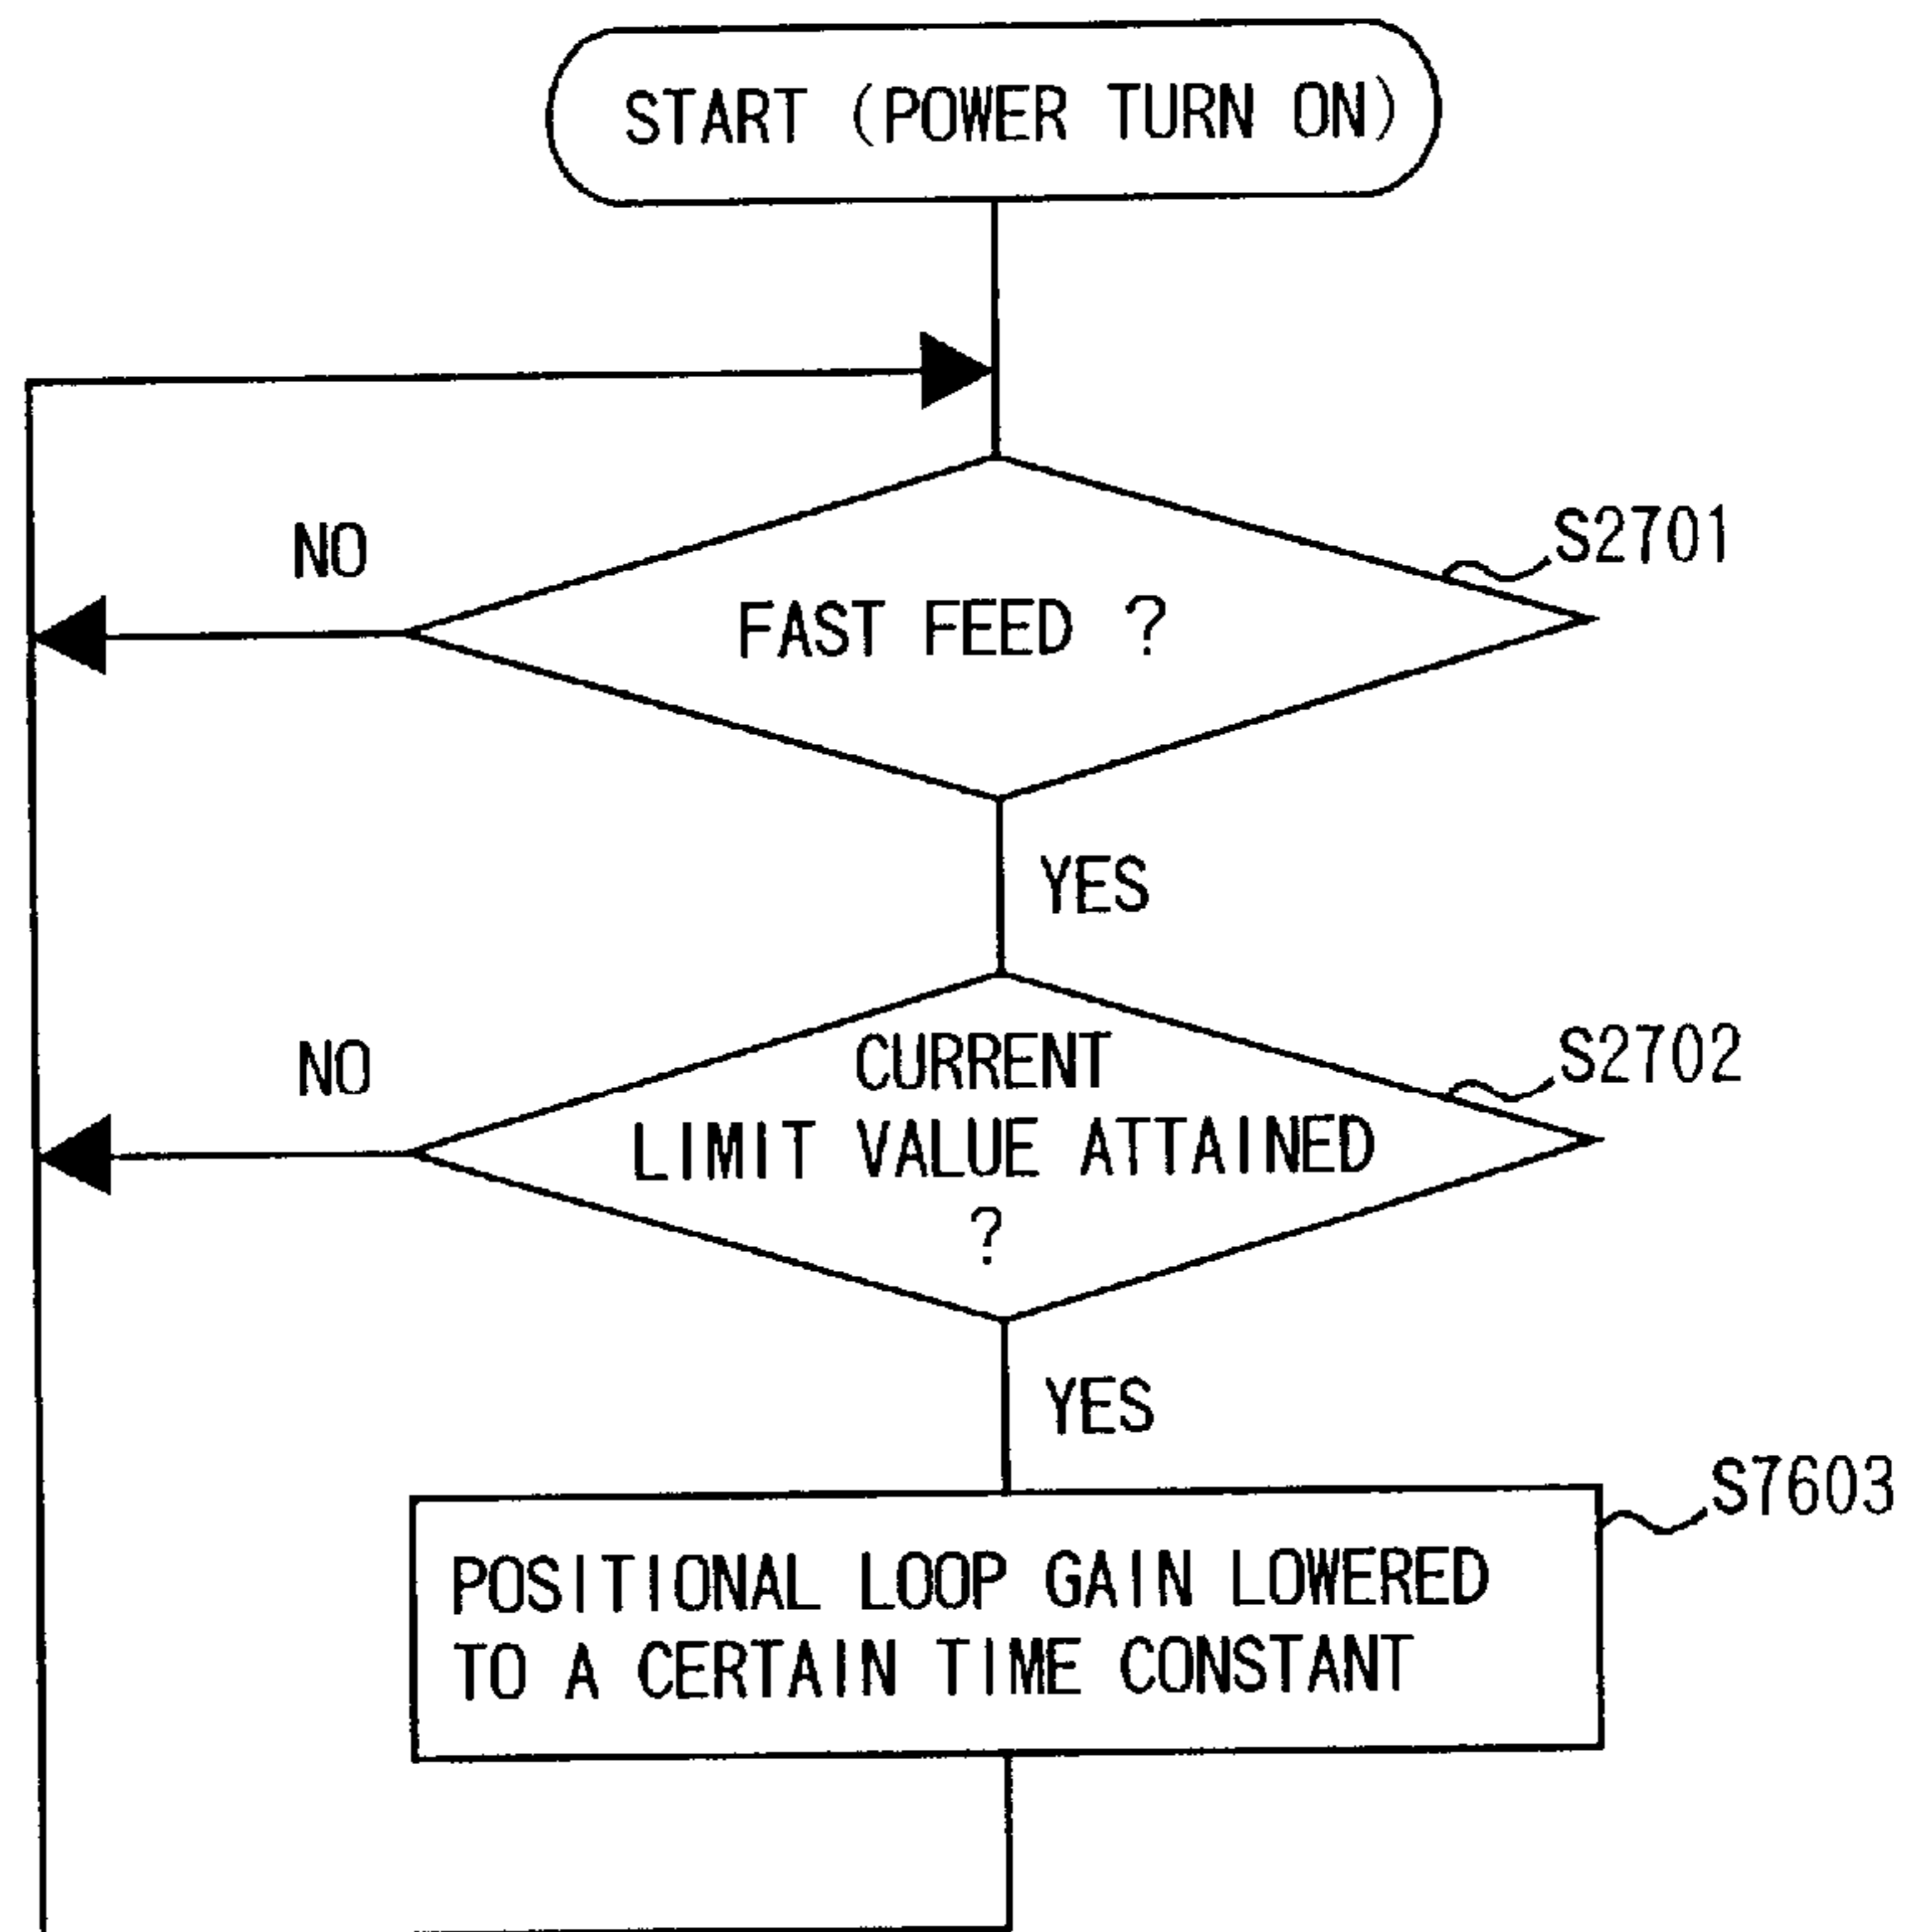 START (POWER TURN ON)
NO
S2701
FAST FEED ?
YES
NO
S2702
CURRENT
LIMIT VALUE ATTAINED
?
YES
S7603
POSITIONAL LOOP GAIN LOWERED
TO A CERTAIN TIME CONSTANT